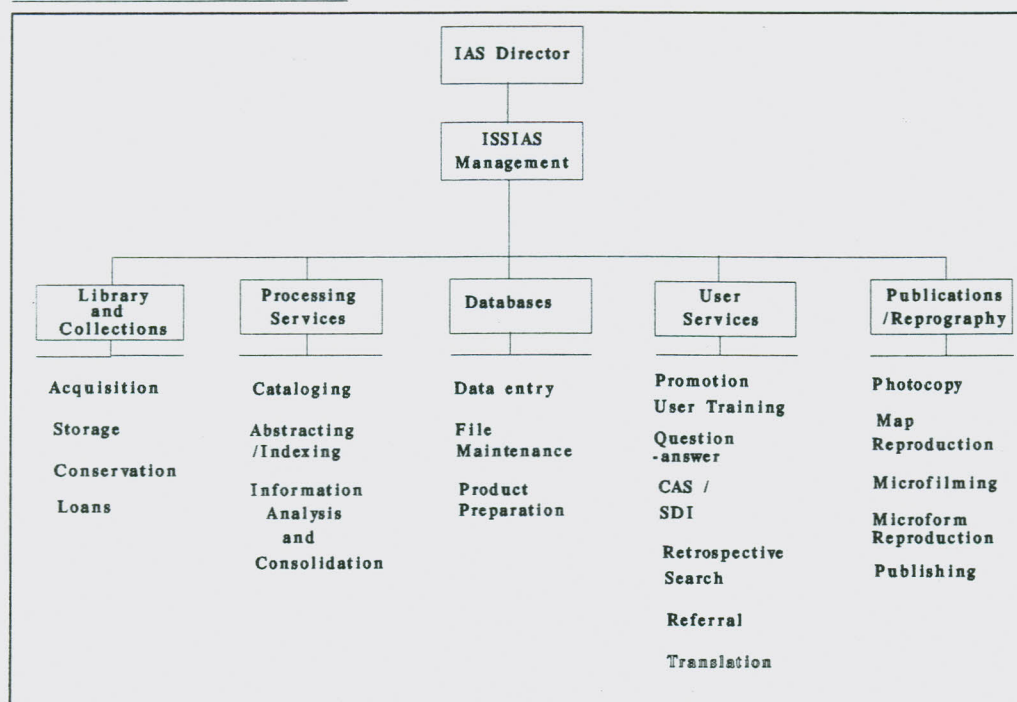 IAS Director
ISSIAS
Management
Library
and
Collections
Processing
Services
Databases
User
Services
Publications
/Reprography
Acquisition
Storage
Conservation
Loans
Cataloging
Abstracting
/Indexing
Information
Analysis
and
Consolidation
Data entry
File
Maintenance
Product
Preparation
Promotion
User Training
Question
-answer
CAS /
SDI
Retrospective
Search
Referral
Translation
Photocopy
Map
Reproduction
Microfilming
Microform
Reproduction
Publishing